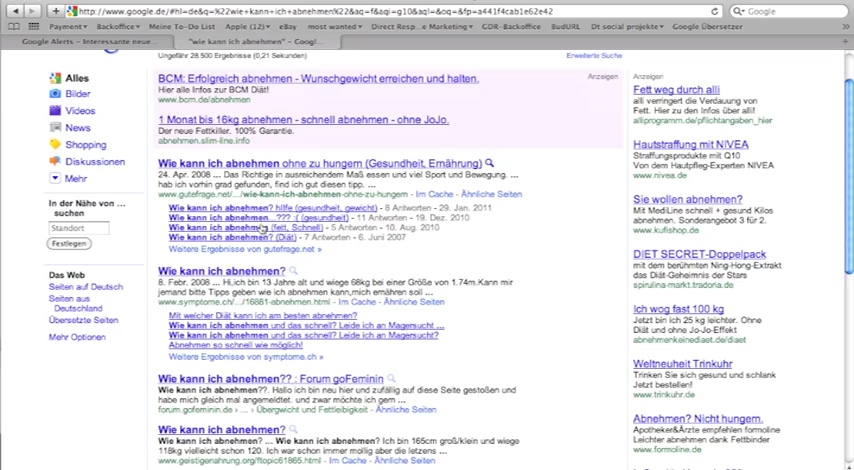 http://www.google.de/#hl=de&q=%22wie+kann+ich+abnehmen%22&aq=f&aqi=g10&aql=&oq=&fp=a441f4cab1e62e42
Google
Payment Backoffice Meine To-Do List Apple (12) eBay most wanted Direct Resp...e Marketing GDR-Backoffice BudURL Dt social projekte Google Übersetzer
Google Alerts - Interessante neue... "wie kann ich abnehmen" - Googl...
Ungefähr 28.500 Ergebnisse (0,21 Sekunden)
Erweiterte Suche
Alles
Bilder
Videos
News
Shopping
Diskussionen
Mehr
In der Nähe von ...
suchen
Standort
Festlegen
Das Web
Seiten auf Deutsch
Seiten aus
Deutschland
Übersetzte Seiten
Mehr Optionen
BCM: Erfolgreich abnehmen - Wunschgewicht erreichen und halten.
Anzeigen
Hier alle Infos zur BCM Diät!
www.bcm.de/abnehmen
1 Monat bis 16kg abnehmen - schnell abnehmen - ohne JoJo.
Der neue Fettkiller. 100% Garantie.
abnehmen.slim-line.info
Wie kann ich abnehmen ohne zu hungern (Gesundheit, Ernährung)
24. Apr. 2008 ... Das Richtige in ausreichendem Maß essen und viel Sport und Bewegung. ...
hab ich vorhin grad gefunden, find ich gut diesen tipp. ...
www.gutefrage.net/.../wie-kann-ich-abnehmen-ohne-zu-hungern - Im Cache - Ähnliche Seiten
Wie kann ich abnehmen? hilfe (gesundheit, gewicht) - 8 Antworten - 29. Jan. 2011
Wie kann ich abnehmen...??? :( (gesundheit) - 11 Antworten - 19. Dez. 2010
Wie kann ich abnehmen (fett, Schnell) - 5 Antworten - 10. Aug. 2010
Wie kann ich abnehmen? (Diät) - 7 Antworten - 6. Juni 2007
Weitere Ergebnisse von gutefrage.net »
Wie kann ich abnehmen?
8. Febr. 2008 ... Hi,ich bin 13 Jahre alt und wiege 68kg bei einer Größe von 1.74m.Kann mir
jemand bitte Tipps geben wie ich abnehmen kann,mich ernähren soll ...
www.symptome.ch/.../16881-abnehmen.html - Im Cache - Ähnliche Seiten
Mit welcher Diät kann ich am besten abnehmen?
Wie kann ich abnehmen und das schnell? Leide ich an Magersucht ...
Wie kann ich abnehmen und das schnell? Leide ich an Magersucht?
Abnehmen so schnell wie möglich!
Weitere Ergebnisse von symptome.ch »
Wie kann ich abnehmen?? : Forum goFeminin
Wie kann ich abnehmen??. Hallo ich bin neu hier und zufällig auf diese Seite gestoßen und
habe mich gleich mal angemeldet. und zwar möchte ich gern ...
forum.gofeminin.de › ... › Übergewicht und Fettleibigkeit - Ähnliche Seiten
Wie kann ich abnehmen?
Wie kann ich abnehmen? ... Wie kann ich abnehmen? Ich bin 165cm groß/klein und wiege
118kg vielleicht schon 120. Ich war schon immer mollig aber die letzens ...
www.geistigenahrung.org/ftopic61865.html - Im Cache - Ähnliche Seiten
Anzeigen
Fett weg durch alli
alli verringert die Verdauung von
Fett. Hier zu den Infos über alli!
alliprogramm.de/pflichtangaben_hier
Hautstraffung mit NIVEA
Straffungsprodukte mit Q10
Von dem Hautpfleg-Experten NIVEA
www.nivea.de
Sie wollen abnehmen?
Mit MediLine schnell + gesund Kilos
abnehmen. Sonderangebot 3 für 2.
www.kufishop.de
DIET SECRET-Doppelpack
mit dem berühmten Ning-Hong-Extrakt
das Diät-Geheimnis der Stars.
spirulina-markt.tradoria.de
Ich wog fast 100 kg
Jetzt bin ich 25 kg leichter. Ohne
Diät und ohne Jo-Jo-Effekt
abnehmenkeinediaet.de/diaet
Weltneuheit Trinkuhr
Trinken Sie sich gesund und schlank
Jetzt bestellen!
www.trinkuhr.de
Abnehmen? Nicht hungern.
Apotheker&Ärzte empfehlen formoline
Leichter abnehmen dank Fettbinder
www.formoline.de